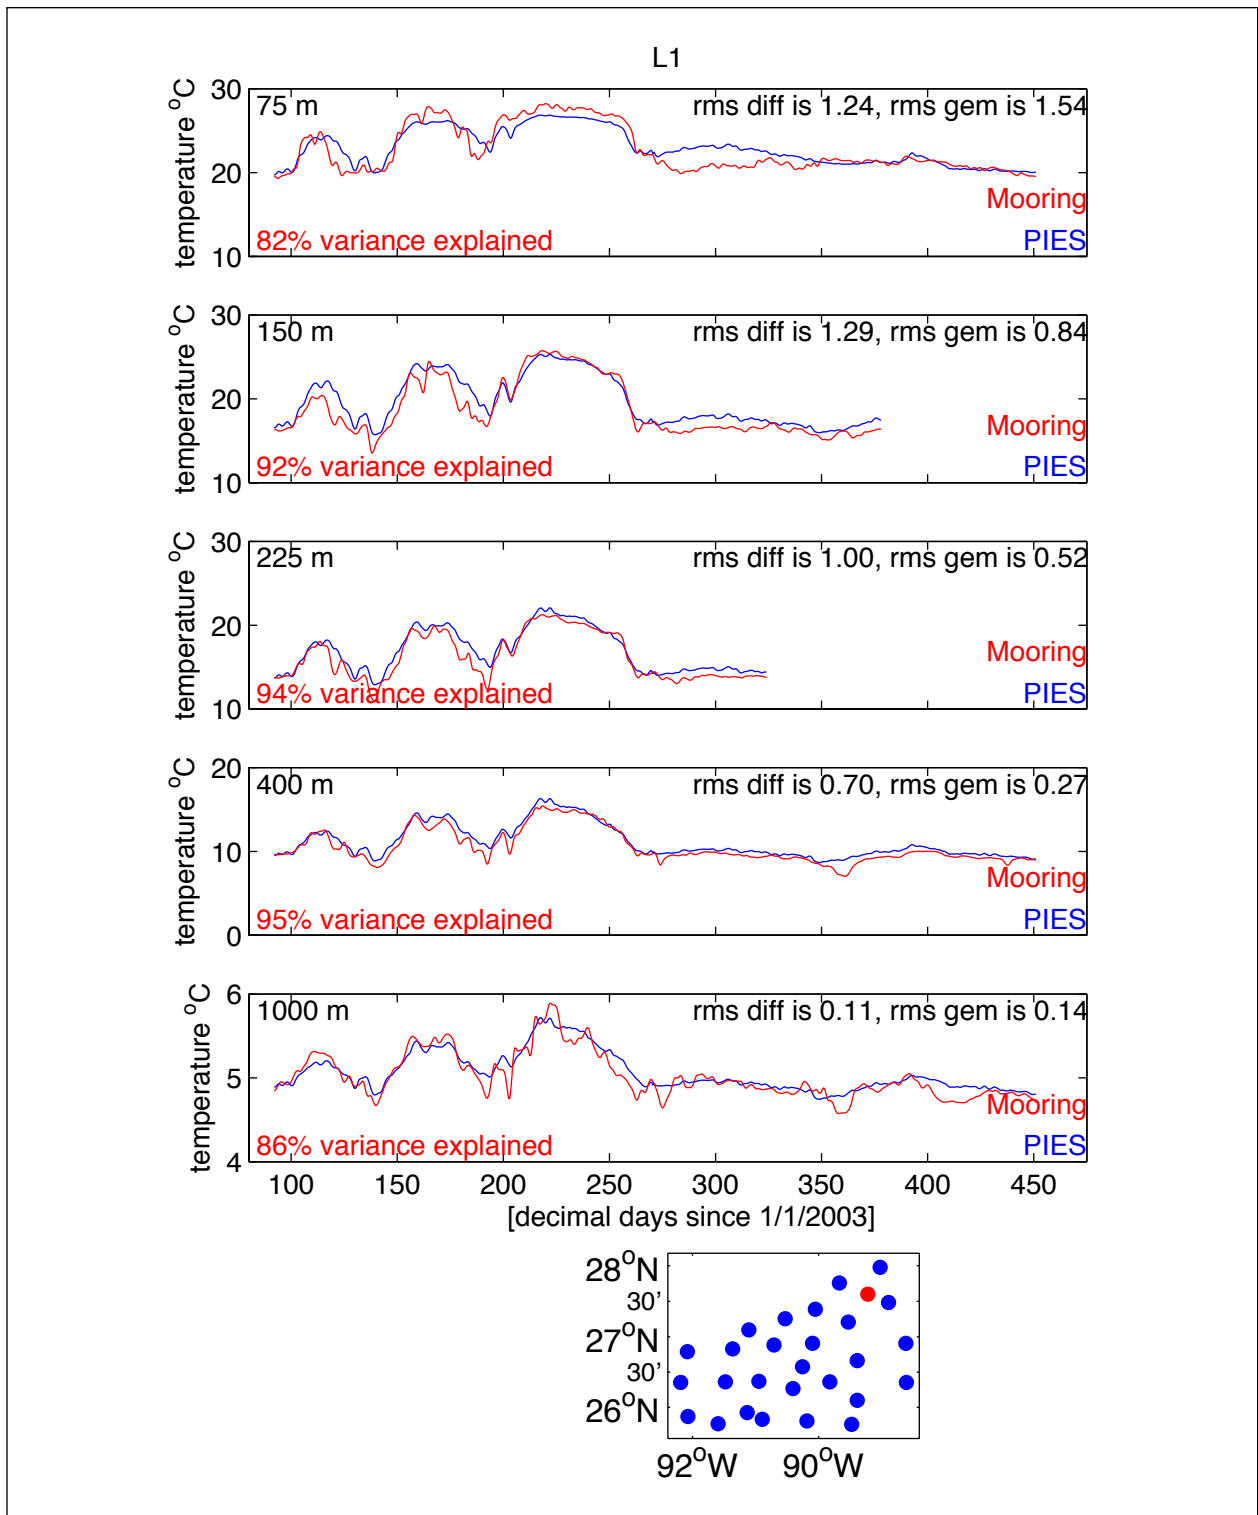 L1
temperature °C
30
20
10
75 m
rms diff is 1.24, rms gem is 1.54
Mooring
82% variance explained
PIES
temperature °C
30
20
10
150 m
rms diff is 1.29, rms gem is 0.84
Mooring
92% variance explained
PIES
temperature °C
30
20
10
225 m
rms diff is 1.00, rms gem is 0.52
Mooring
94% variance explained
PIES
temperature °C
20
10
0
400 m
rms diff is 0.70, rms gem is 0.27
Mooring
95% variance explained
PIES
temperature °C
6
5
4
1000 m
rms diff is 0.11, rms gem is 0.14
Mooring
86% variance explained
PIES
100 150 200 250 300 350 400 450
[decimal days since 1/1/2003]
28°N
30'
27°N
30'
26°N
92°W 90°W